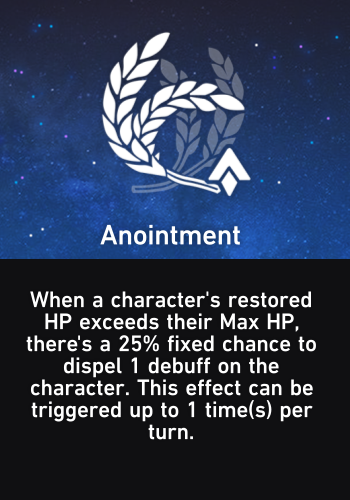 Anointment
When a character's restored
HP exceeds their Max HP,
there's a 25% fixed chance to
dispel 1 debuff on the
character. This effect can be
triggered up to 1 time(s) per
turn.